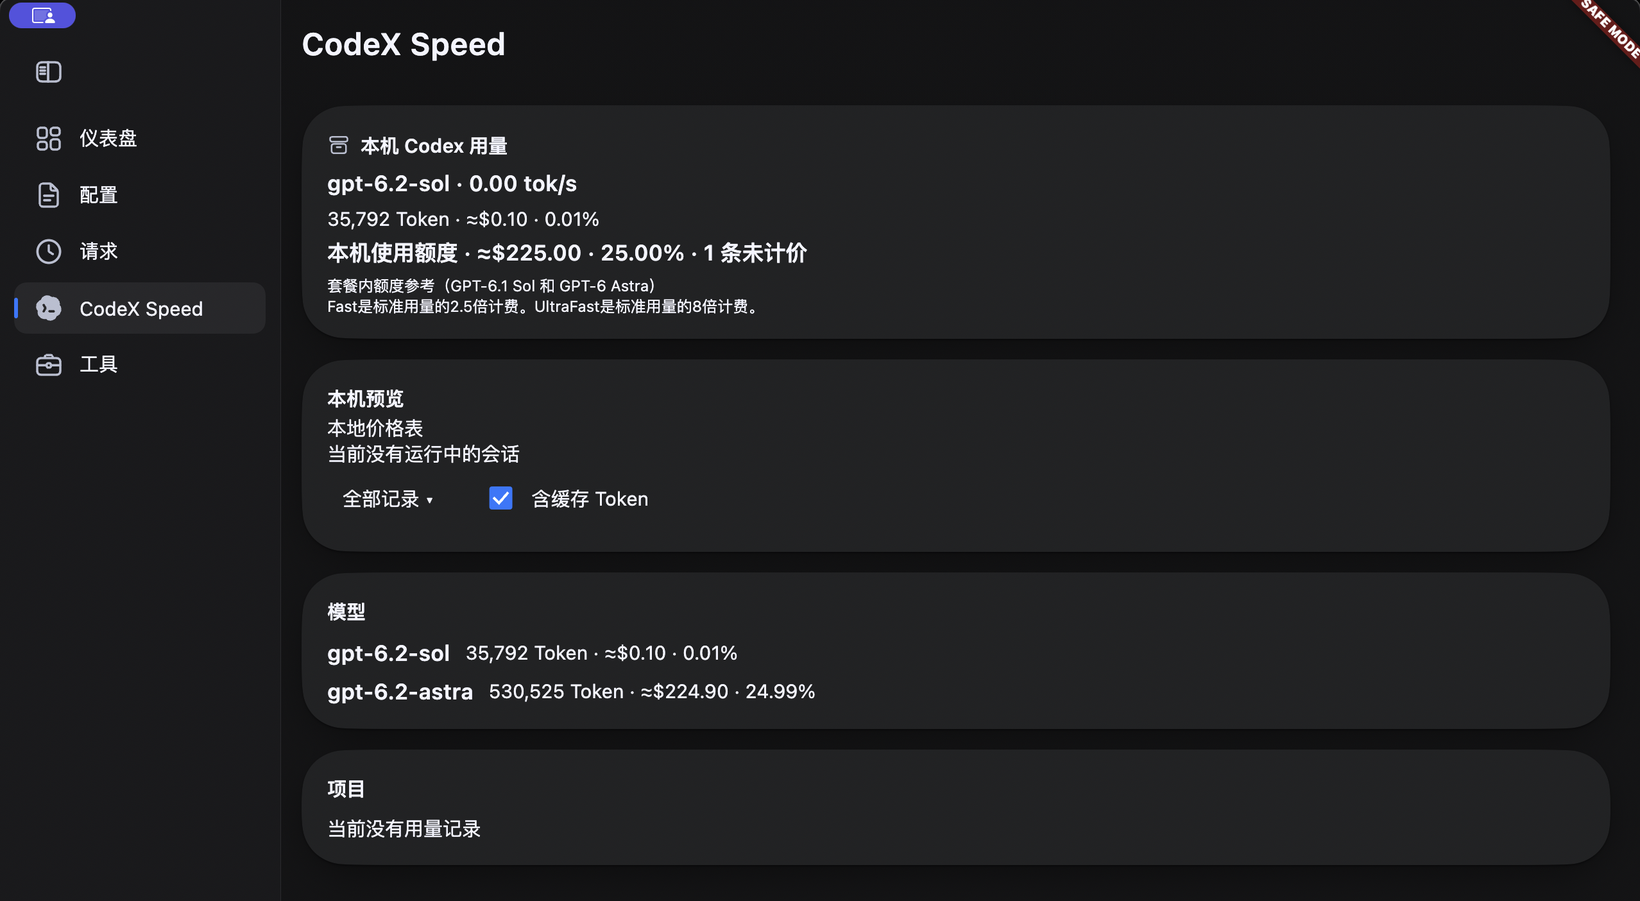 SAFE MODE
CodeX Speed
仪表盘
配置
请求
CodeX Speed
工具
本机 Codex 用量
gpt-6.2-sol · 0.00 tok/s
35,792 Token · ≈$0.10 · 0.01%
本机使用额度 · ≈$225.00 · 25.00% · 1 条未计价
套餐内额度参考（GPT-6.1 Sol 和 GPT-6 Astra）
Fast是标准用量的2.5倍计费。UltraFast是标准用量的8倍计费。
本机预览
本地价格表
当前没有运行中的会话
全部记录 ▾ 含缓存 Token
模型
gpt-6.2-sol 35,792 Token · ≈$0.10 · 0.01%
gpt-6.2-astra 530,525 Token · ≈$224.90 · 24.99%
项目
当前没有用量记录